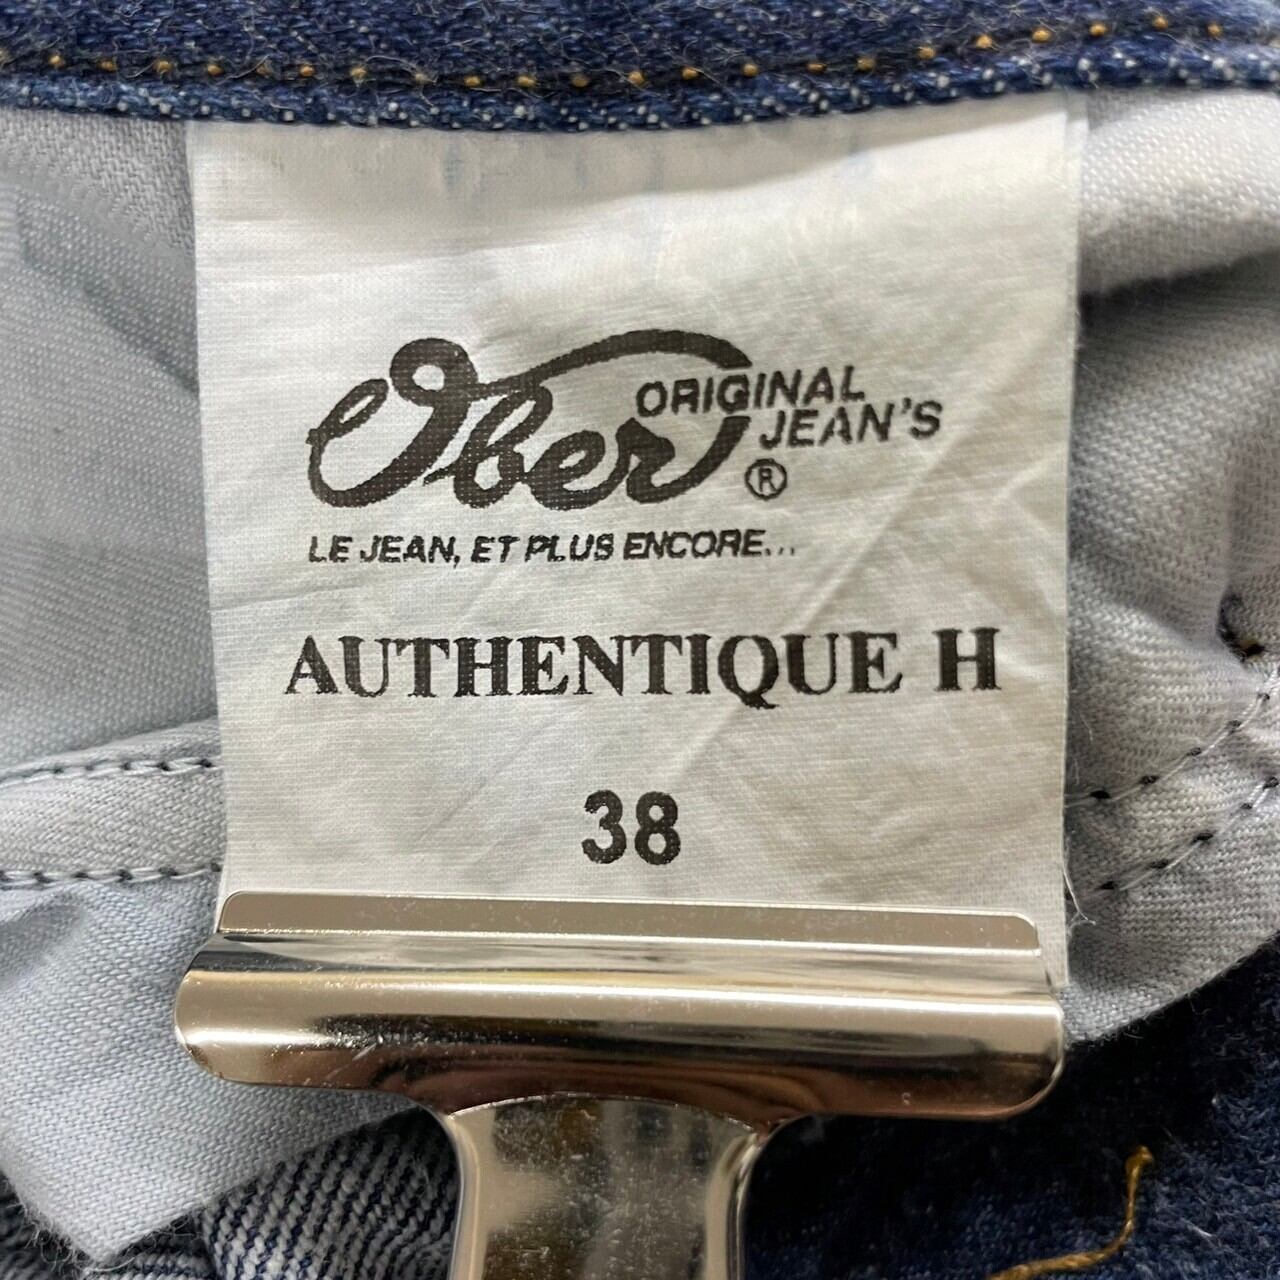 Ober ORIGINAL JEAN'S ®
LE JEAN, ET PLUS ENCORE...
AUTHENTIQUE H
38